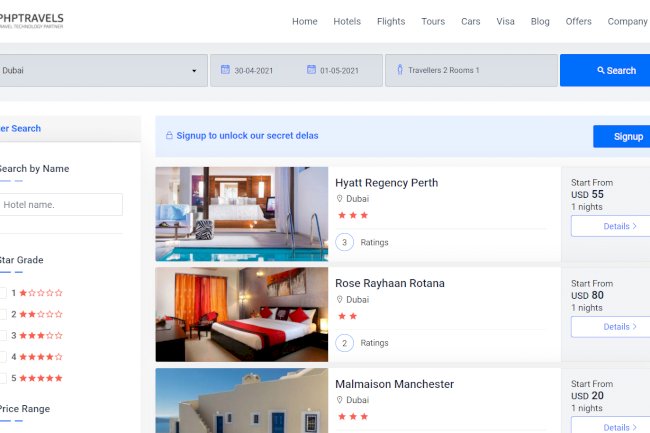 PHPTRAVELS
TRAVEL TECHNOLOGY PARTNER
Home Hotels Flights Tours Cars Visa Blog Offers Company
Dubai 30-04-2021 01-05-2021 Travellers 2 Rooms 1 Search
er Search
Signup to unlock our secret delas Signup
Search by Name
Hotel name.
Star Grade
1
2
3
4
5
Price Range
Hyatt Regency Perth
Dubai
3 Ratings
Start From
USD 55
1 nights
Details
Rose Rayhaan Rotana
Dubai
2 Ratings
Start From
USD 80
1 nights
Details
Malmaison Manchester
Dubai
Start From
USD 20
1 nights
Details